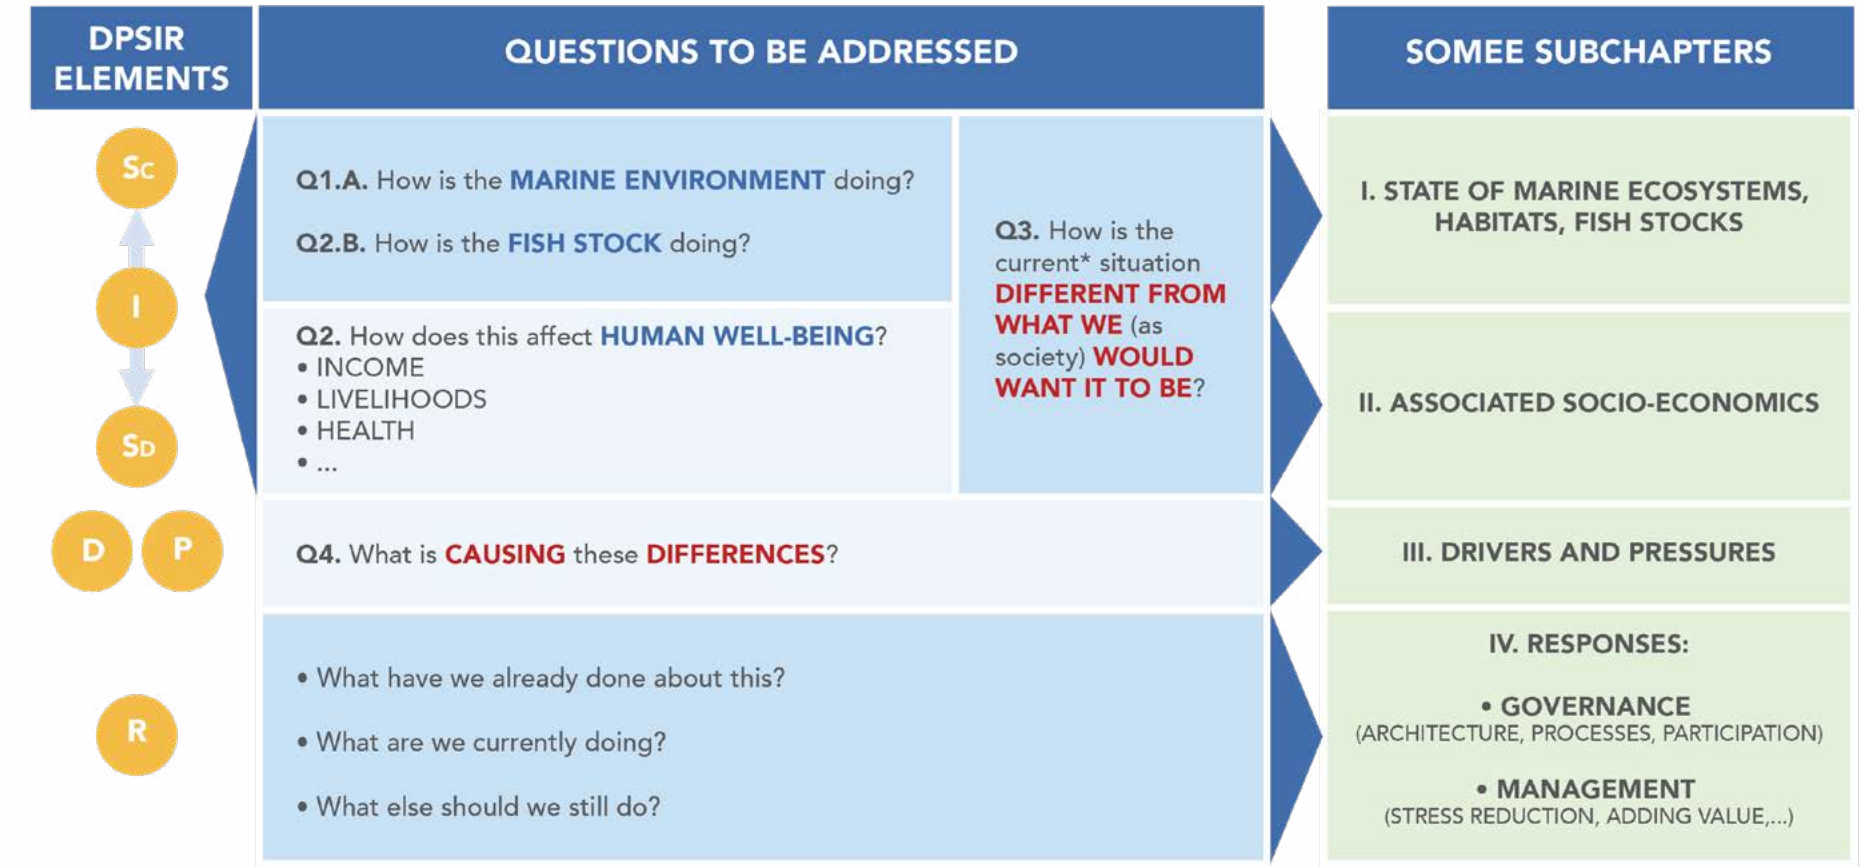 DPSIR
ELEMENTS
QUESTIONS TO BE ADDRESSED
SOMEE SUBCHAPTERS
SC
I
SD
D
P
R
Q1.A. How is the MARINE ENVIRONMENT doing?
Q2.B. How is the FISH STOCK doing?
Q2. How does this affect HUMAN WELL-BEING?
• INCOME
• LIVELIHOODS
• HEALTH
• ...
Q3. How is the
current* situation
DIFFERENT FROM
WHAT WE (as
society) WOULD
WANT IT TO BE?
Q4. What is CAUSING these DIFFERENCES?
• What have we already done about this?
• What are we currently doing?
• What else should we still do?
I. STATE OF MARINE ECOSYSTEMS,
HABITATS, FISH STOCKS
II. ASSOCIATED SOCIO-ECONOMICS
III. DRIVERS AND PRESSURES
IV. RESPONSES:
• GOVERNANCE
(ARCHITECTURE, PROCESSES, PARTICIPATION)
• MANAGEMENT
(STRESS REDUCTION, ADDING VALUE,...)